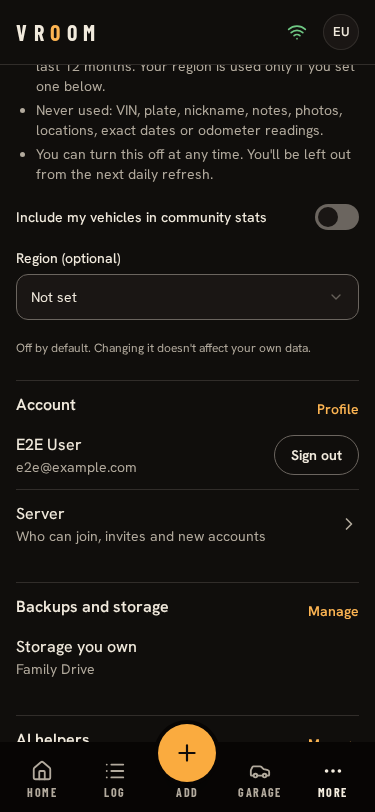 VROOM
EU
last 12 months. Your region is used only if you set
one below.
• Never used: VIN, plate, nickname, notes, photos,
locations, exact dates or odometer readings.
• You can turn this off at any time. You'll be left out
from the next daily refresh.
Include my vehicles in community stats
Region (optional)
Not set
Off by default. Changing it doesn't affect your own data.
Account
Profile
E2E User
e2e@example.com
Sign out
Server
Who can join, invites and new accounts
Backups and storage
Manage
Storage you own
Family Drive
AI helpers
HOME
LOG
ADD
GARAGE
MORE